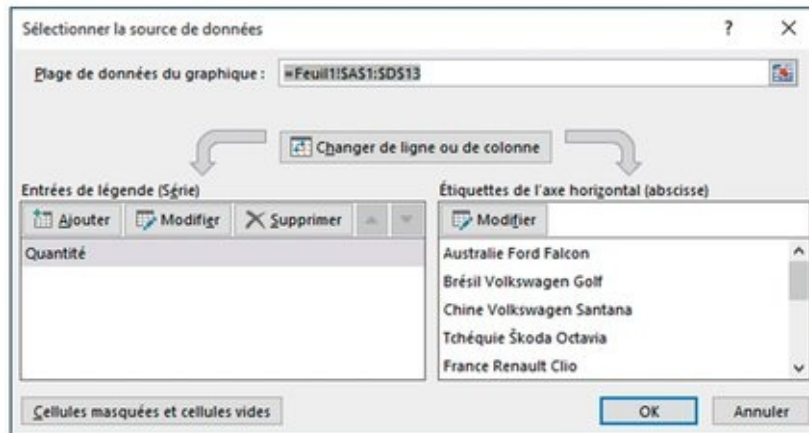 Sélectionner la source de données
?
Plage de données du graphique :
=Feuil1!$A$1:$D$13
Changer de ligne ou de colonne
Entrées de légende (Série)
Étiquettes de l'axe horizontal (abscisse)
Ajouter
Modifier
Supprimer
Modifier
Quantité
Australie Ford Falcon
Brésil Volkswagen Golf
Chine Volkswagen Santana
Tchéquie Škoda Octavia
France Renault Clio
Cellules masquées et cellules vides
OK
Annuler